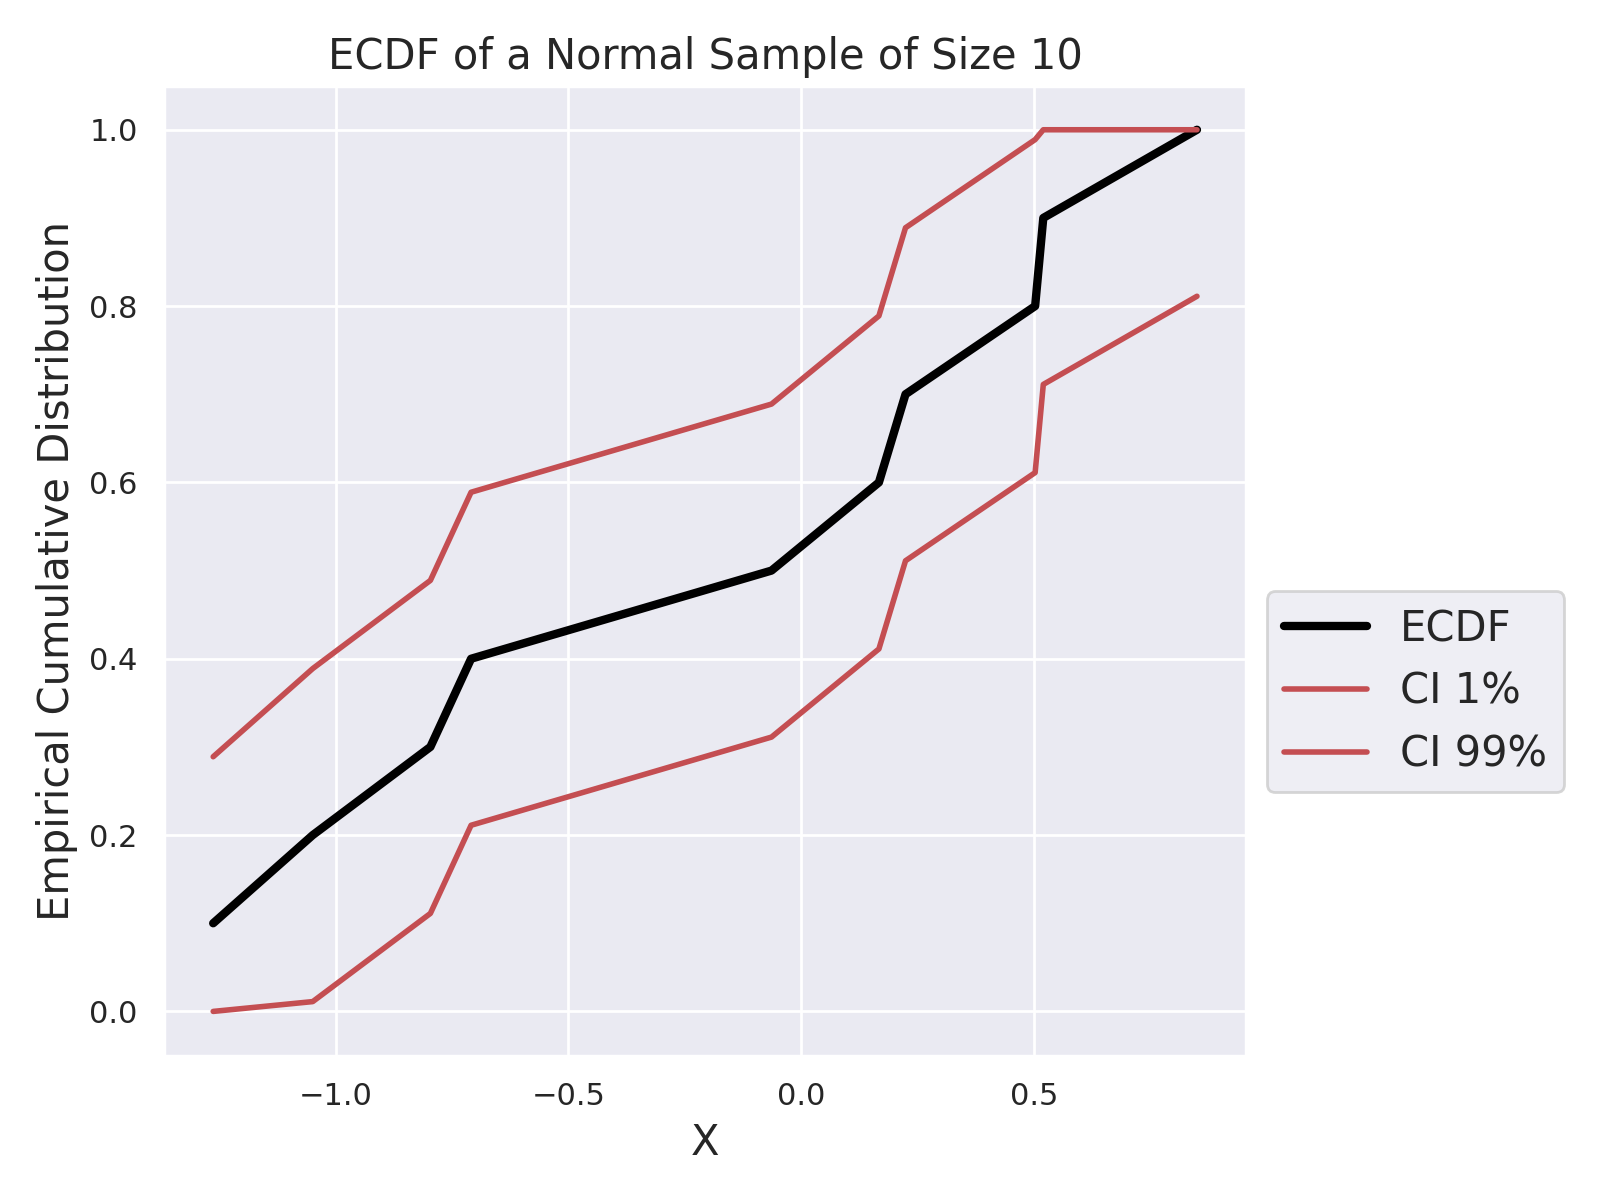 ECDF of a Normal Sample of Size 10
Empirical Cumulative Distribution
1.0
0.8
0.6
0.4
0.2
0.0
−1.0
−0.5
0.0
0.5
X
ECDF
CI 1%
CI 99%